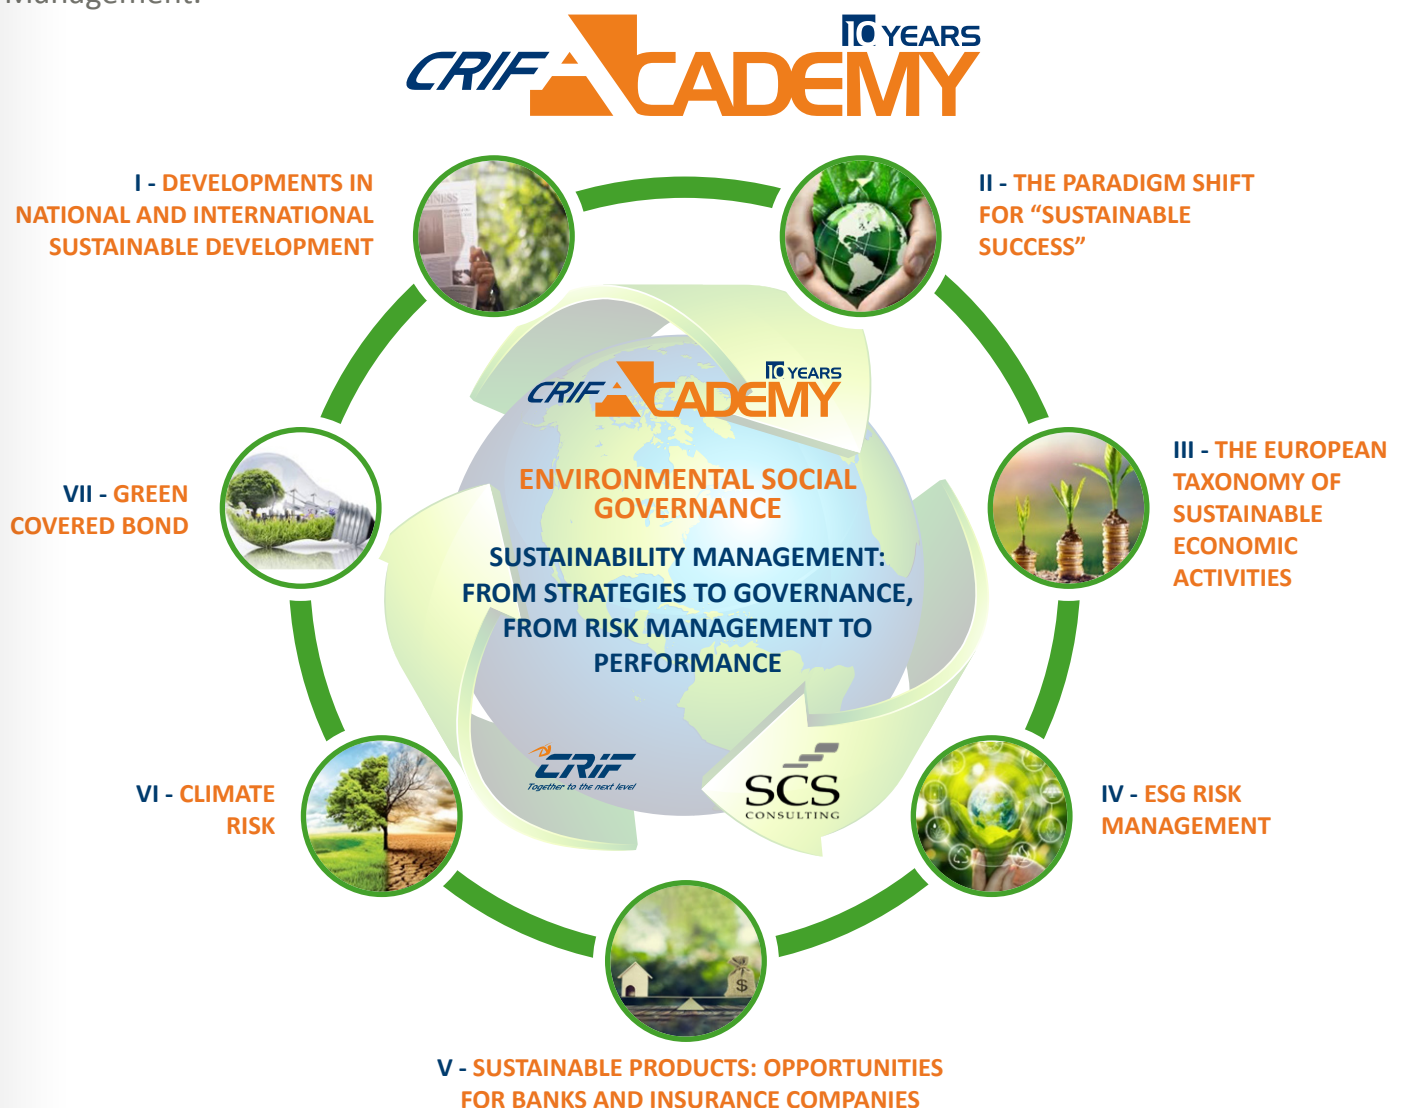 Management.
CRIF ACADEMY
10 YEARS
I - DEVELOPMENTS IN
NATIONAL AND INTERNATIONAL
SUSTAINABLE DEVELOPMENT
II - THE PARADIGM SHIFT
FOR “SUSTAINABLE
SUCCESS”
NESS
CRIF ACADEMY
10 YEARS
ENVIRONMENTAL SOCIAL
GOVERNANCE
SUSTAINABILITY MANAGEMENT:
FROM STRATEGIES TO GOVERNANCE,
FROM RISK MANAGEMENT TO
PERFORMANCE
CRIF
Together to the next level
SCS
CONSULTING
III - THE EUROPEAN
TAXONOMY OF
SUSTAINABLE
ECONOMIC
ACTIVITIES
IV - ESG RISK
MANAGEMENT
$
V - SUSTAINABLE PRODUCTS: OPPORTUNITIES
FOR BANKS AND INSURANCE COMPANIES
VI - CLIMATE
RISK
VII - GREEN
COVERED BOND